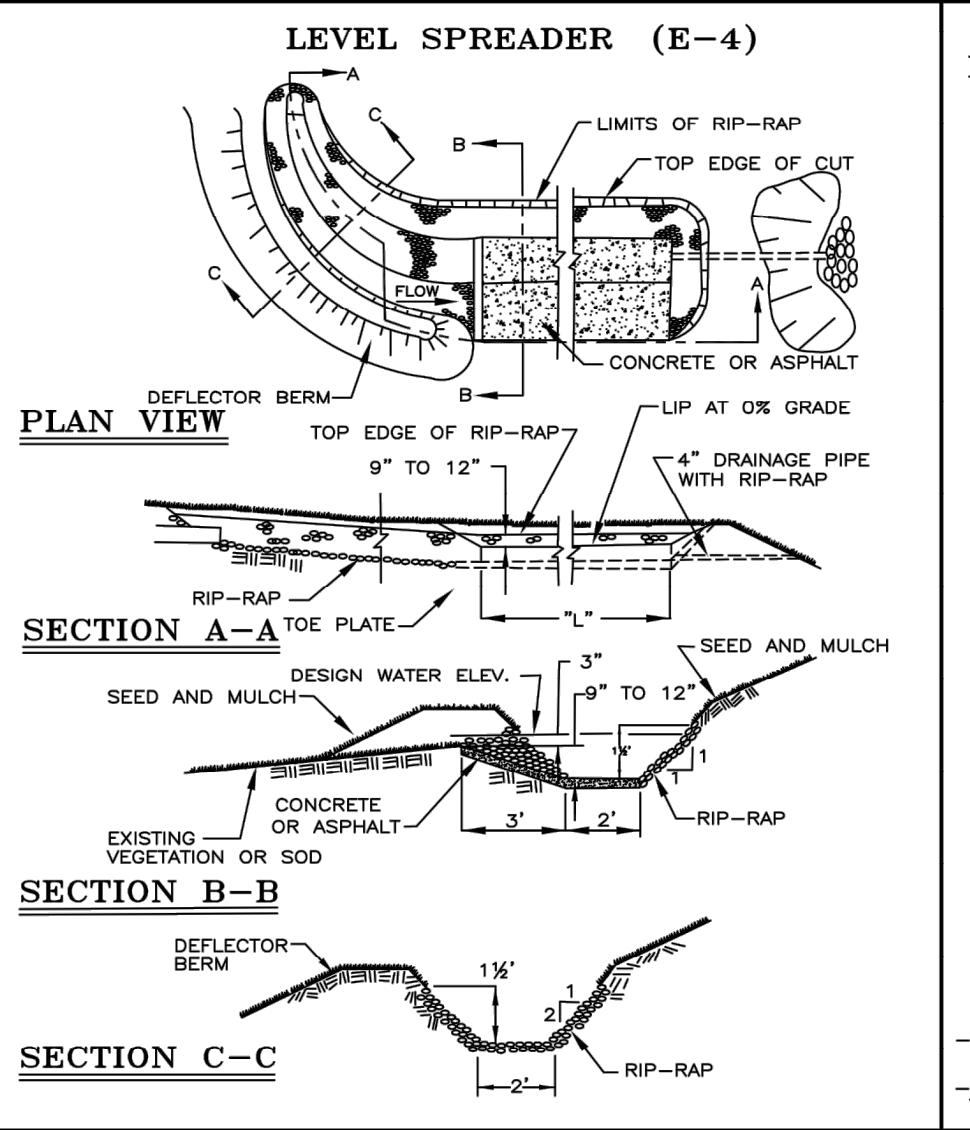 LEVEL SPREADER (E-4)
A
C
B
LIMITS OF RIP-RAP
TOP EDGE OF CUT
C
FLOW
A
CONCRETE OR ASPHALT
DEFLECTOR BERM
B
PLAN VIEW
LIP AT 0% GRADE
TOP EDGE OF RIP-RAP
9" TO 12"
4" DRAINAGE PIPE
WITH RIP-RAP
RIP-RAP
"L"
TOE PLATE
SECTION A-A
SEED AND MULCH
3"
DESIGN WATER ELEV.
SEED AND MULCH
9" TO 12"
1½'
1
1
CONCRETE
OR ASPHALT
3'
2'
RIP-RAP
EXISTING
VEGETATION OR SOD
SECTION B-B
DEFLECTOR
BERM
1½'
1
2
RIP-RAP
2'
SECTION C-C